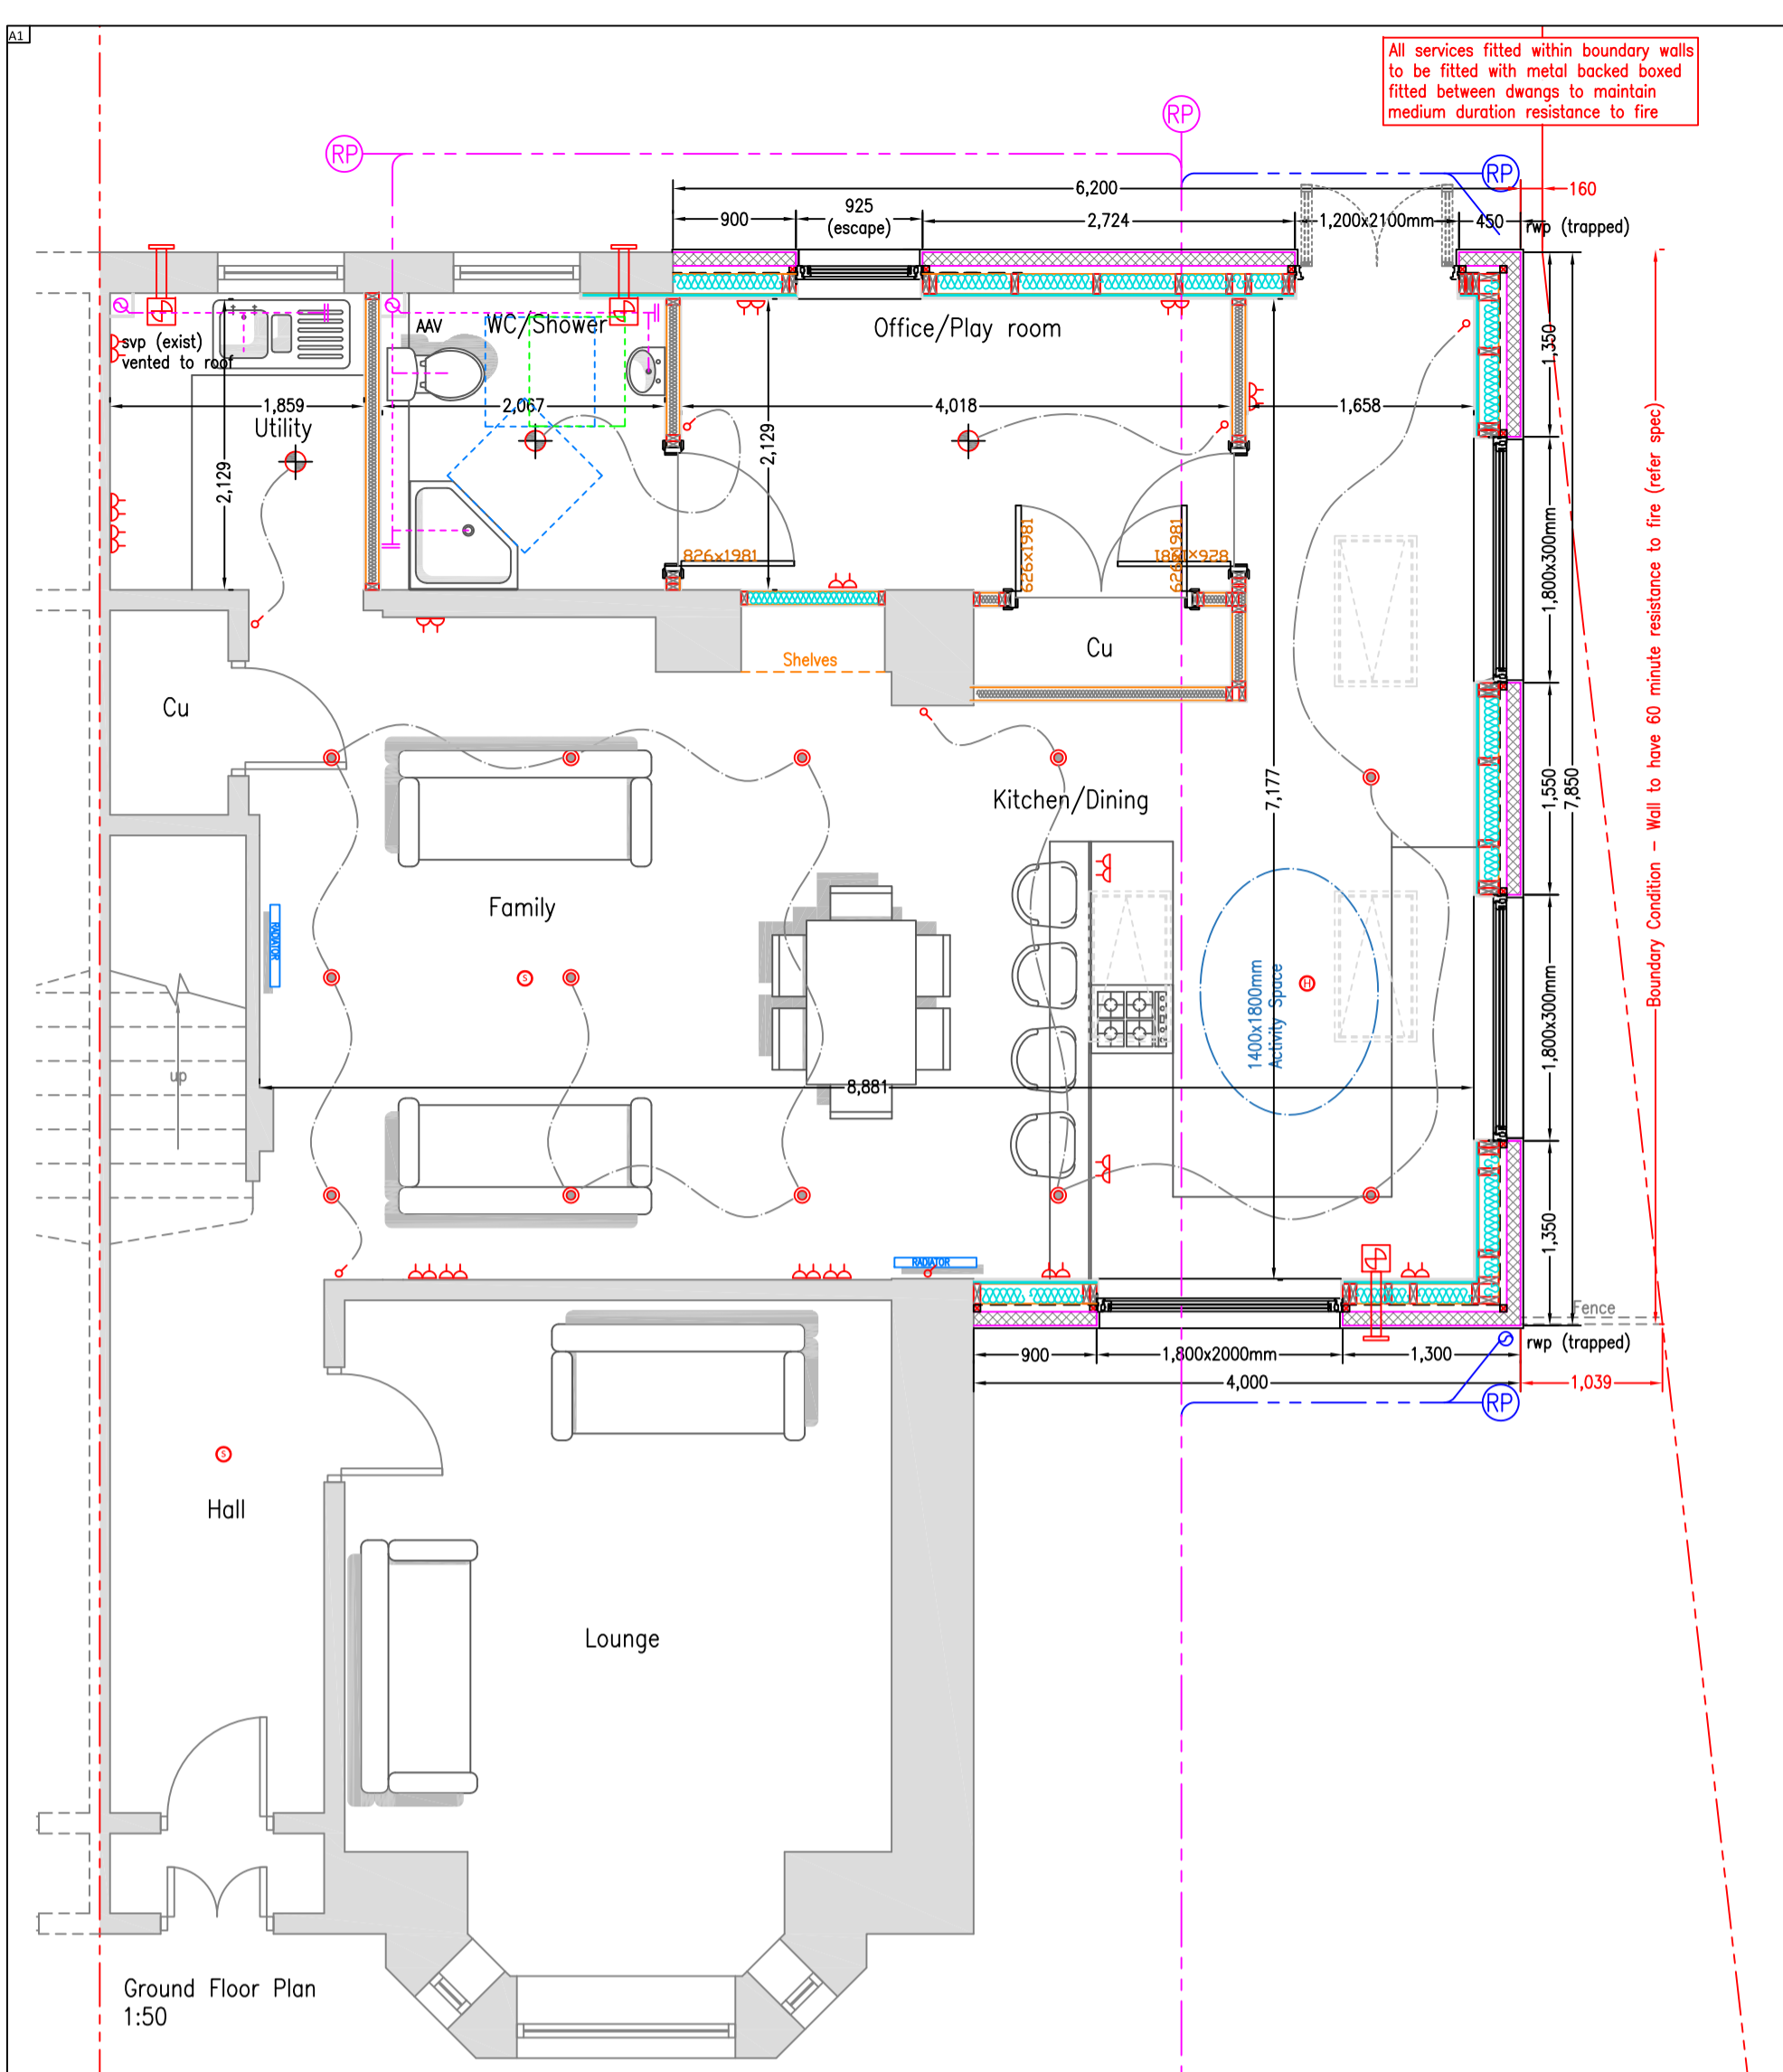 A1
All services fitted within boundary walls
to be fitted with metal backed boxed
fitted between dwangs to maintain
medium duration resistance to fire
RP
RP
RP
6,200
160
900
925
(escape)
2,724
1,200x2100mm
450
rwp (trapped)
svp (exist)
vented to roof
AAV
WC/Shower
Office/Play room
1,350
1,859
2,067
4,018
1,658
Utility
2,129
2,129
826x1981
626x1981
626x1981
826x1981
1,800x300mm
Boundary Condition - Wall to have 60 minute resistance to fire (refer spec)
Shelves
Cu
Cu
Kitchen/Dining
7,177
1,550
7,850
Family
RADIATOR
S
H
1400x1800mm
Activity Space
1,800x300mm
up
8,881
1,350
RADIATOR
Fence
rwp (trapped)
900
1,800x2000mm
1,300
4,000
1,039
RP
S
Hall
Lounge
Ground Floor Plan
1:50